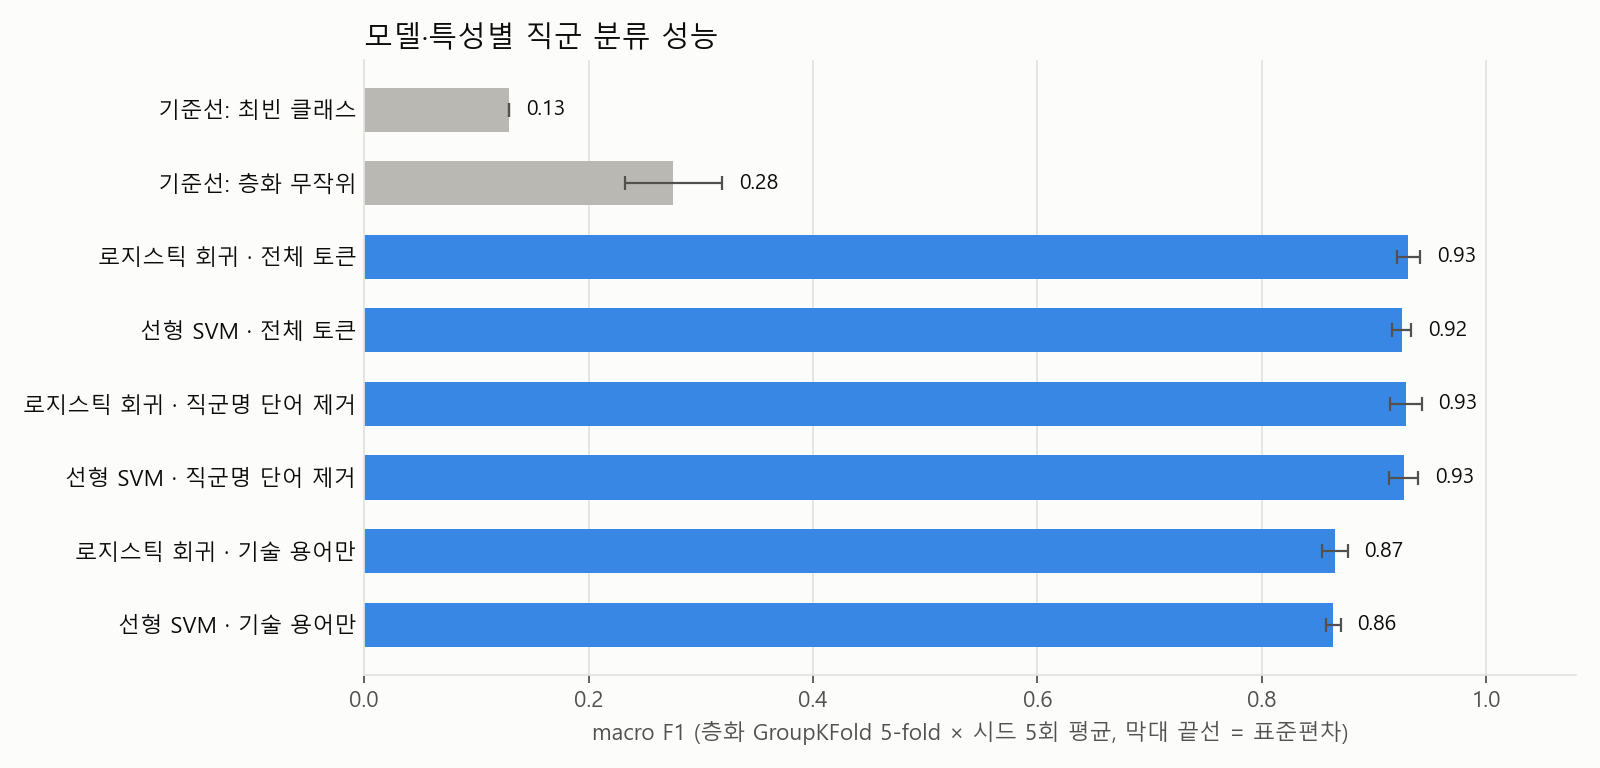 모델·특성별 직군 분류 성능
기준선: 최빈 클래스 0.13
기준선: 층화 무작위 0.28
로지스틱 회귀 · 전체 토큰 0.93
선형 SVM · 전체 토큰 0.92
로지스틱 회귀 · 직군명 단어 제거 0.93
선형 SVM · 직군명 단어 제거 0.93
로지스틱 회귀 · 기술 용어만 0.87
선형 SVM · 기술 용어만 0.86
0.0 0.2 0.4 0.6 0.8 1.0
macro F1 (층화 GroupKFold 5-fold × 시드 5회 평균, 막대 끝선 = 표준편차)